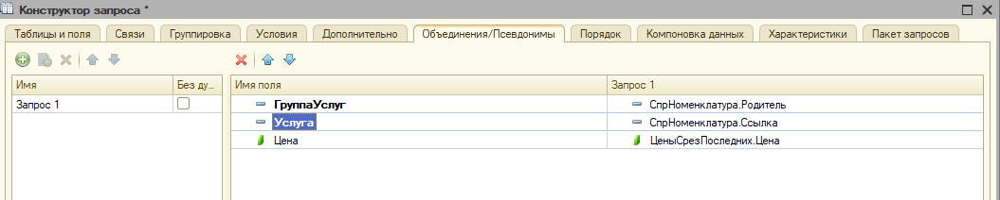 Конструктор запроса *
Таблицы и поля Связи Группировка Условия Дополнительно Объединения/Псевдонимы Порядок Компоновка данных Характеристики Пакет запросов
Имя Без ду... Имя поля Запрос 1
Запрос 1 ГруппаУслуг СпрНоменклатура.Родитель
Услуга СпрНоменклатура.Ссылка
Цена ЦеныСрезПоследних.Цена